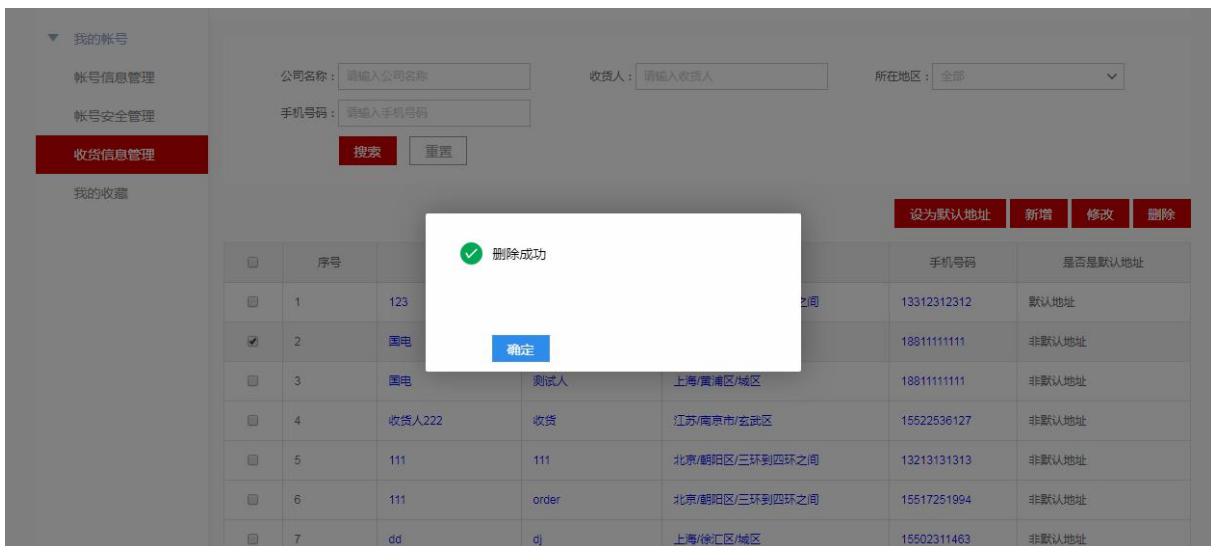 我的帐号
帐号信息管理
帐号安全管理
收货信息管理
我的收藏
公司名称： 请输入公司名称 收货人： 请输入收货人 所在地区： 全部
手机号码： 请输入手机号码
搜索 重置
设为默认地址 新增 修改 删除
序号 手机号码 是否是默认地址
删除成功
确定
1 123 之间 13312312312 默认地址
2 国电 18811111111 非默认地址
3 国电 测试人 上海/黄浦区/城区 18811111111 非默认地址
4 收货人222 收货 江苏/南京市/玄武区 15522536127 非默认地址
5 111 111 北京/朝阳区/三环到四环之间 13213131313 非默认地址
6 111 order 北京/朝阳区/三环到四环之间 15517251994 非默认地址
7 dd dj 上海/徐汇区/城区 15502311463 非默认地址